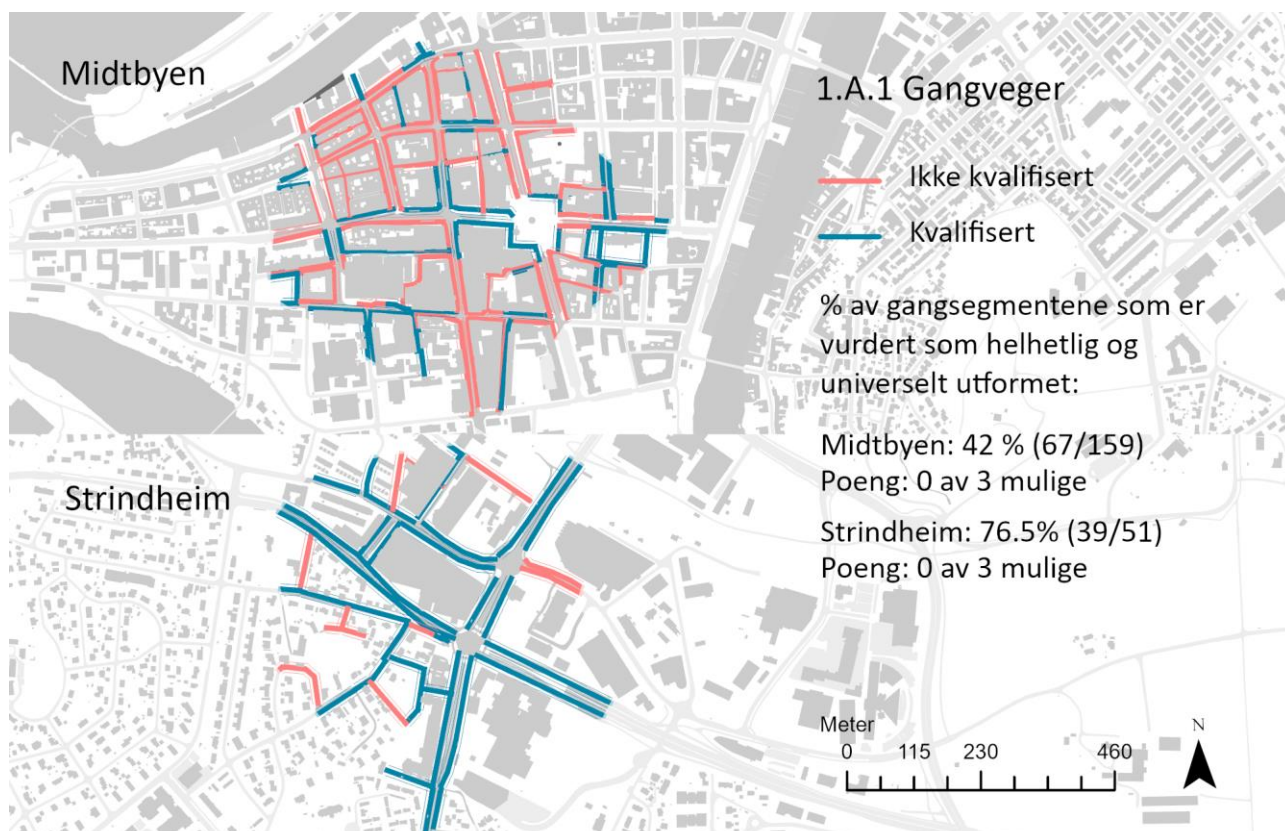 Midtbyen
1.A.1 Gangveger
Ikke kvalifisert
Kvalifisert
% av gangsegmentene som er
vurdert som helhetlig og
universelt utformet:
Midtbyen: 42 % (67/159)
Poeng: 0 av 3 mulige
Strindheim
Strindheim: 76.5% (39/51)
Poeng: 0 av 3 mulige
Meter
0 115 230 460
N